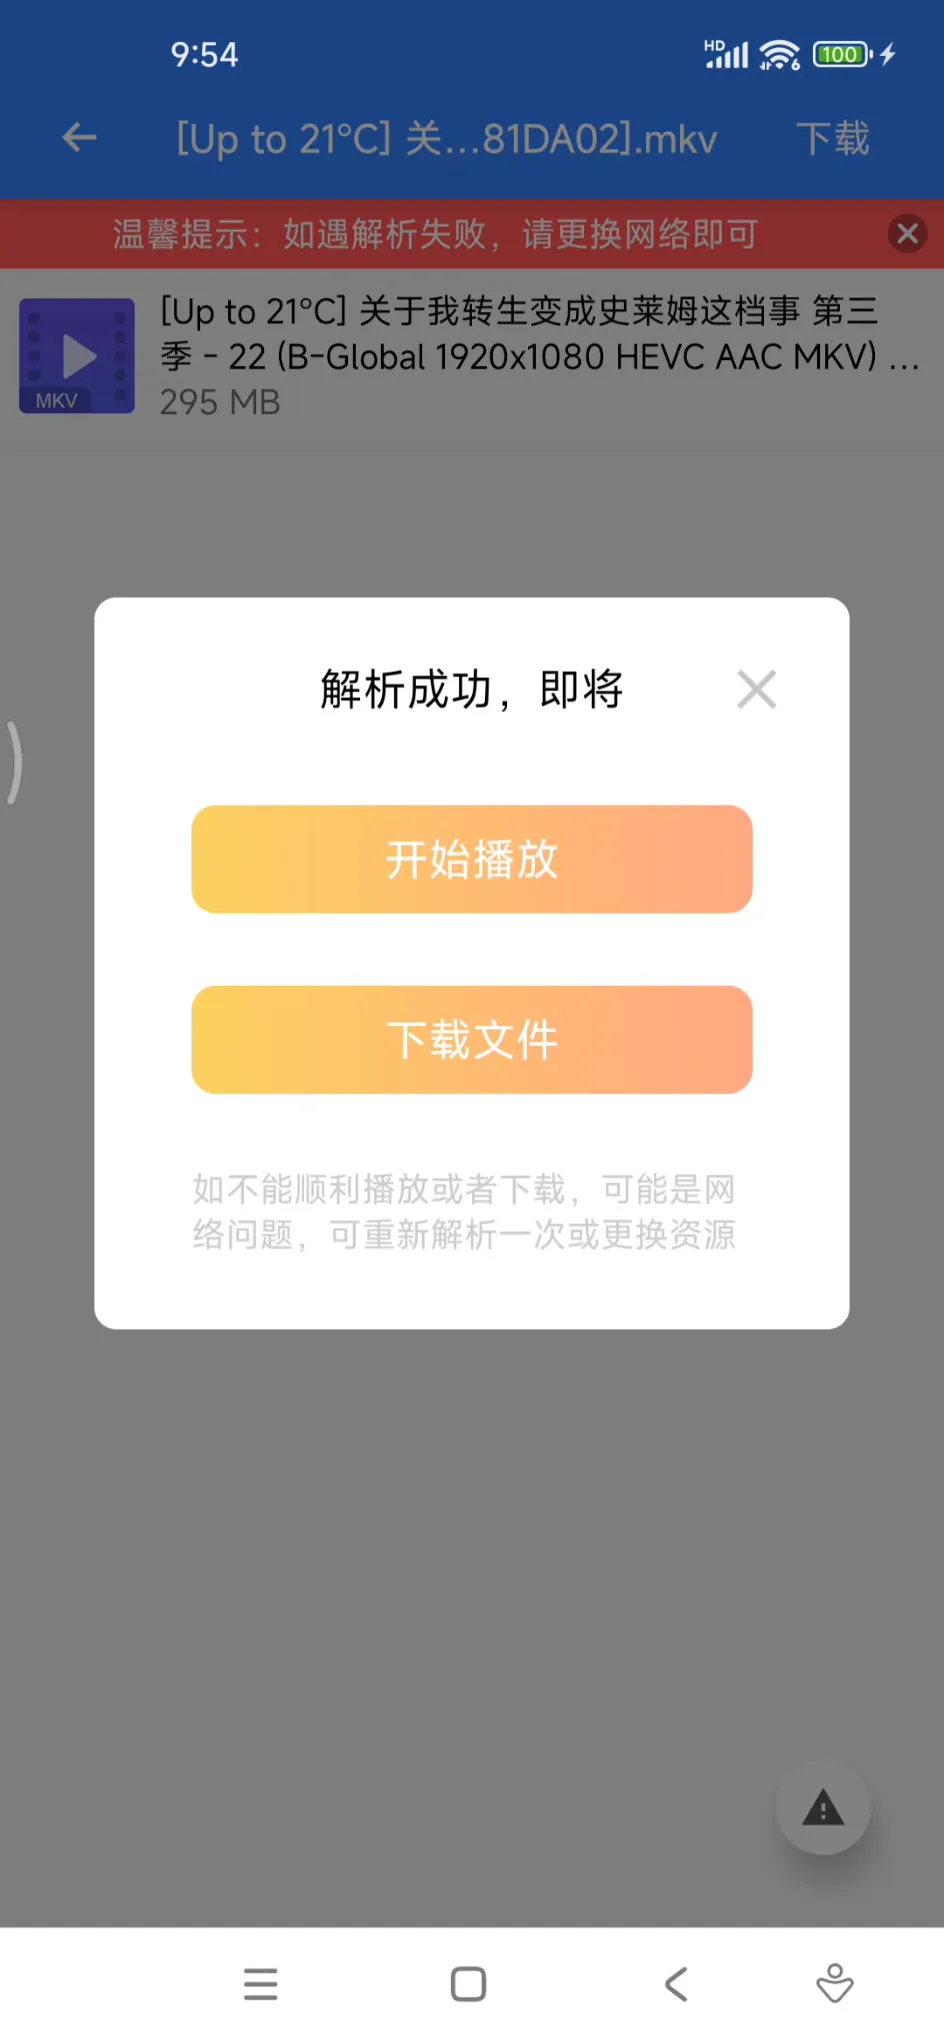 9:54
HD
6
100
[Up to 21°C] 关...81DA02].mkv
下载
温馨提示：如遇解析失败，请更换网络即可
[Up to 21°C] 关于我转生变成史莱姆这档事 第三
季 - 22 (B-Global 1920x1080 HEVC AAC MKV) ...
MKV
295 MB
解析成功，即将
开始播放
下载文件
如不能顺利播放或者下载，可能是网
络问题，可重新解析一次或更换资源